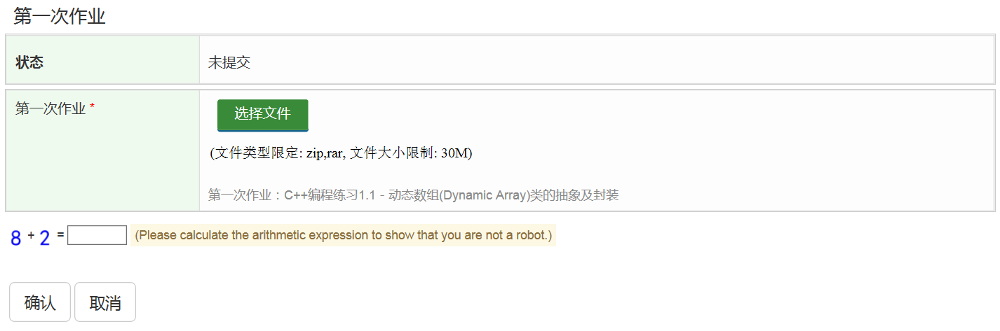 第一次作业
状态
未提交
第一次作业 *
选择文件
(文件类型限定: zip,rar, 文件大小限制: 30M)
第一次作业：C++编程练习1.1 - 动态数组(Dynamic Array)类的抽象及封装
8 + 2 = (Please calculate the arithmetic expression to show that you are not a robot.)
确认 取消